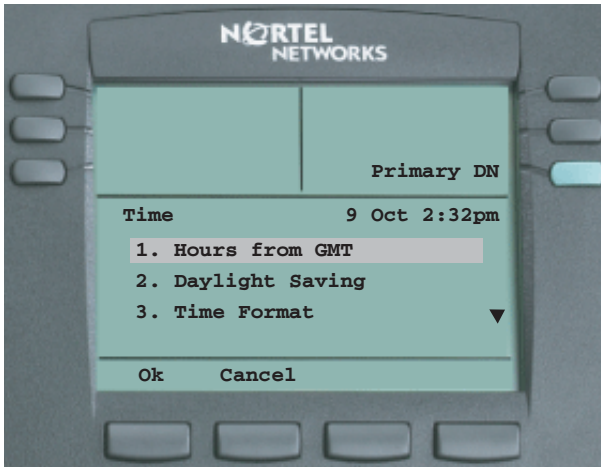 NORTEL
NETWORKS
Primary DN
Time 9 Oct 2:32pm
1. Hours from GMT
2. Daylight Saving
3. Time Format
Ok Cancel